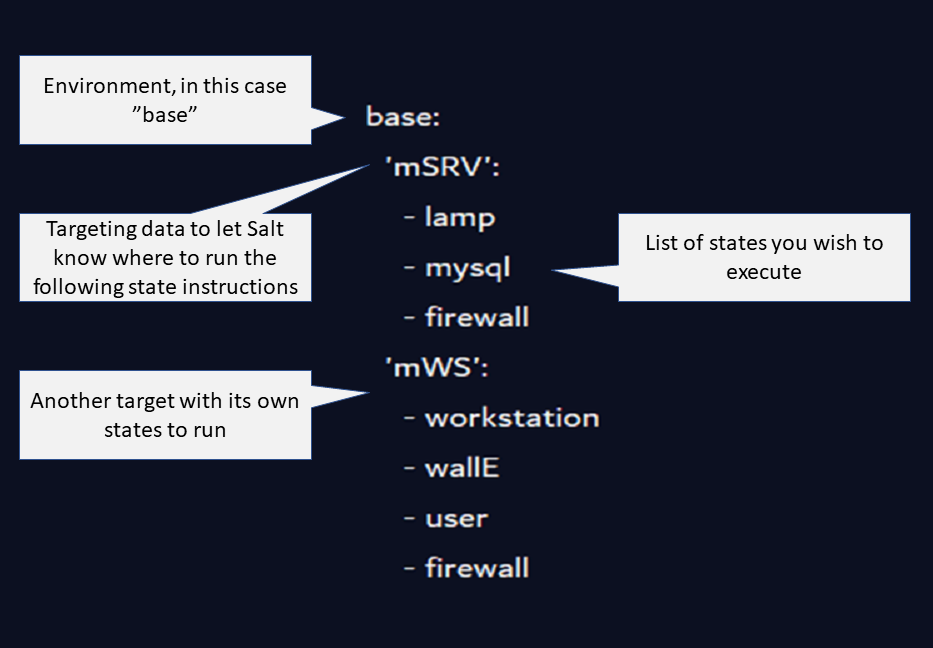 Environment, in this case
”base”
base:
'mSRV':
Targeting data to let Salt
know where to run the
following state instructions
- lamp
- mysql
- firewall
List of states you wish to
execute
'mWS':
Another target with its own
states to run
- workstation
- wallE
- user
- firewall